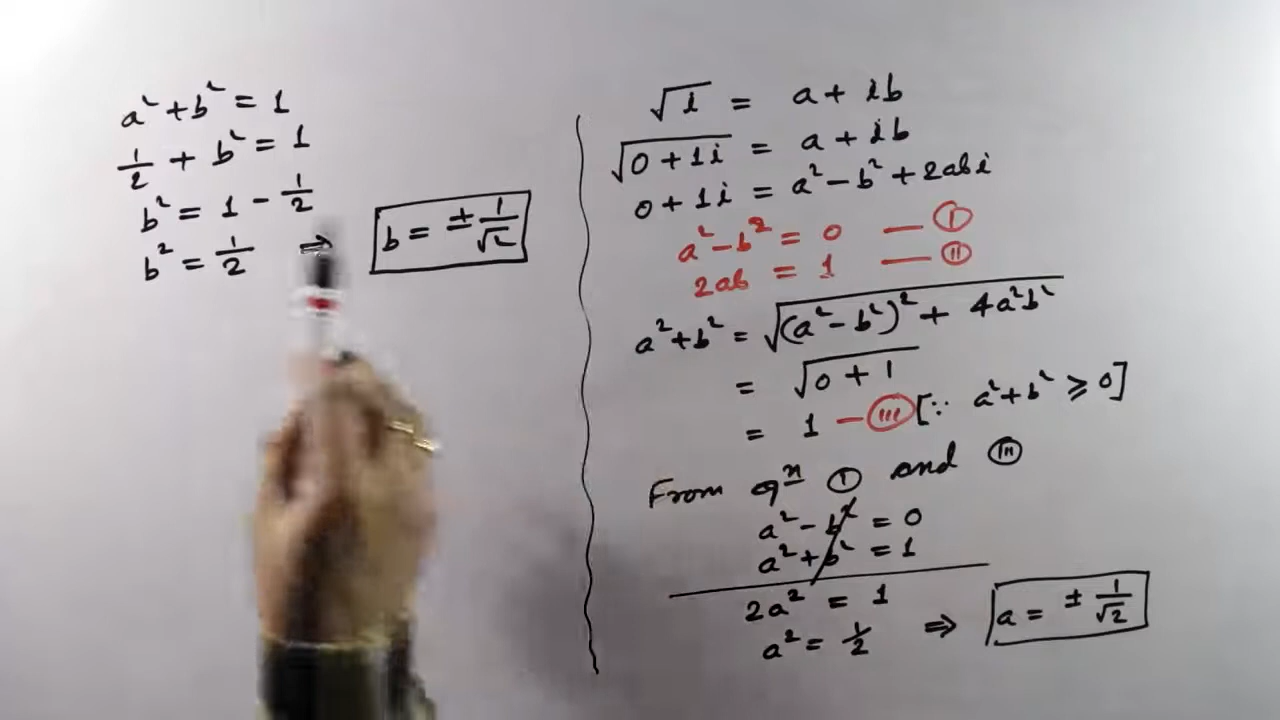 √i = a + ib
√(0 + 1i) = a + ib
0 + 1i = a² − b² + 2abi
a² − b² = 0 — Ⓘ
2ab = 1 — Ⓘ̲Ⓘ
a² + b² = √((a² − b²)² + 4a²b²)
= √(0 + 1)
= 1 — (III) [∵ a² + b² ⩾ 0]
From qⁿ (I) and (III)
a² − b² = 0
a² + b² = 1
2a² = 1
a² = 1/2 ⇒ a = ± 1/√2
a² + b² = 1
1/2 + b² = 1
b² = 1 − 1/2
b² = 1/2 ⇒ b = ± 1/√2